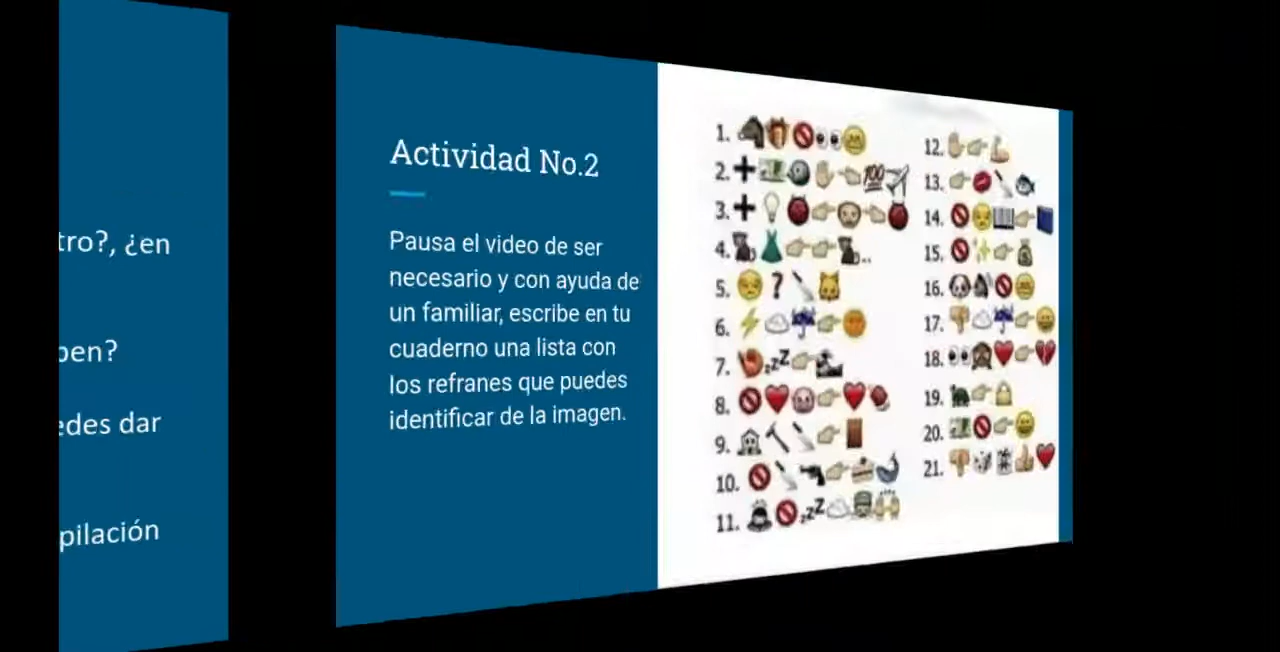 tro?, ¿en
ben?
edes dar
pilación
Actividad No.2
Pausa el video de ser
necesario y con ayuda de
un familiar, escribe en tu
cuaderno una lista con
los refranes que puedes
identificar de la imagen.
1. 🐴🎁🚫👀😬
2. ➕💵🐦✋👈💯✈
3. ➕💡👿👉👴👈👿
4. 🐒👗👉👉🐒..
5. 😒❓🔪🐱
6. ⚡☁☔👉😊
7. 🍤💤👉🌊
8. 🚫❤👶👉❤🌰
9. 🏠🔨🔪👉🚪
10. 🚫🔪🔫👉🍰🐳
11. 🙇🚫💤☁👴🙌
12. ✋👉💪
13. 👉💋🔪🐟
14. 🚫😒📖👉📘
15. 🚫✨👉💰
16. 🐶🔊🚫😬
17. 👎☁☔👉😀
18. 👀🙈❤👉💔
19. 🐢👉🔒
20. 💵🚫👉😀
21. 👎🎲🃏👍❤